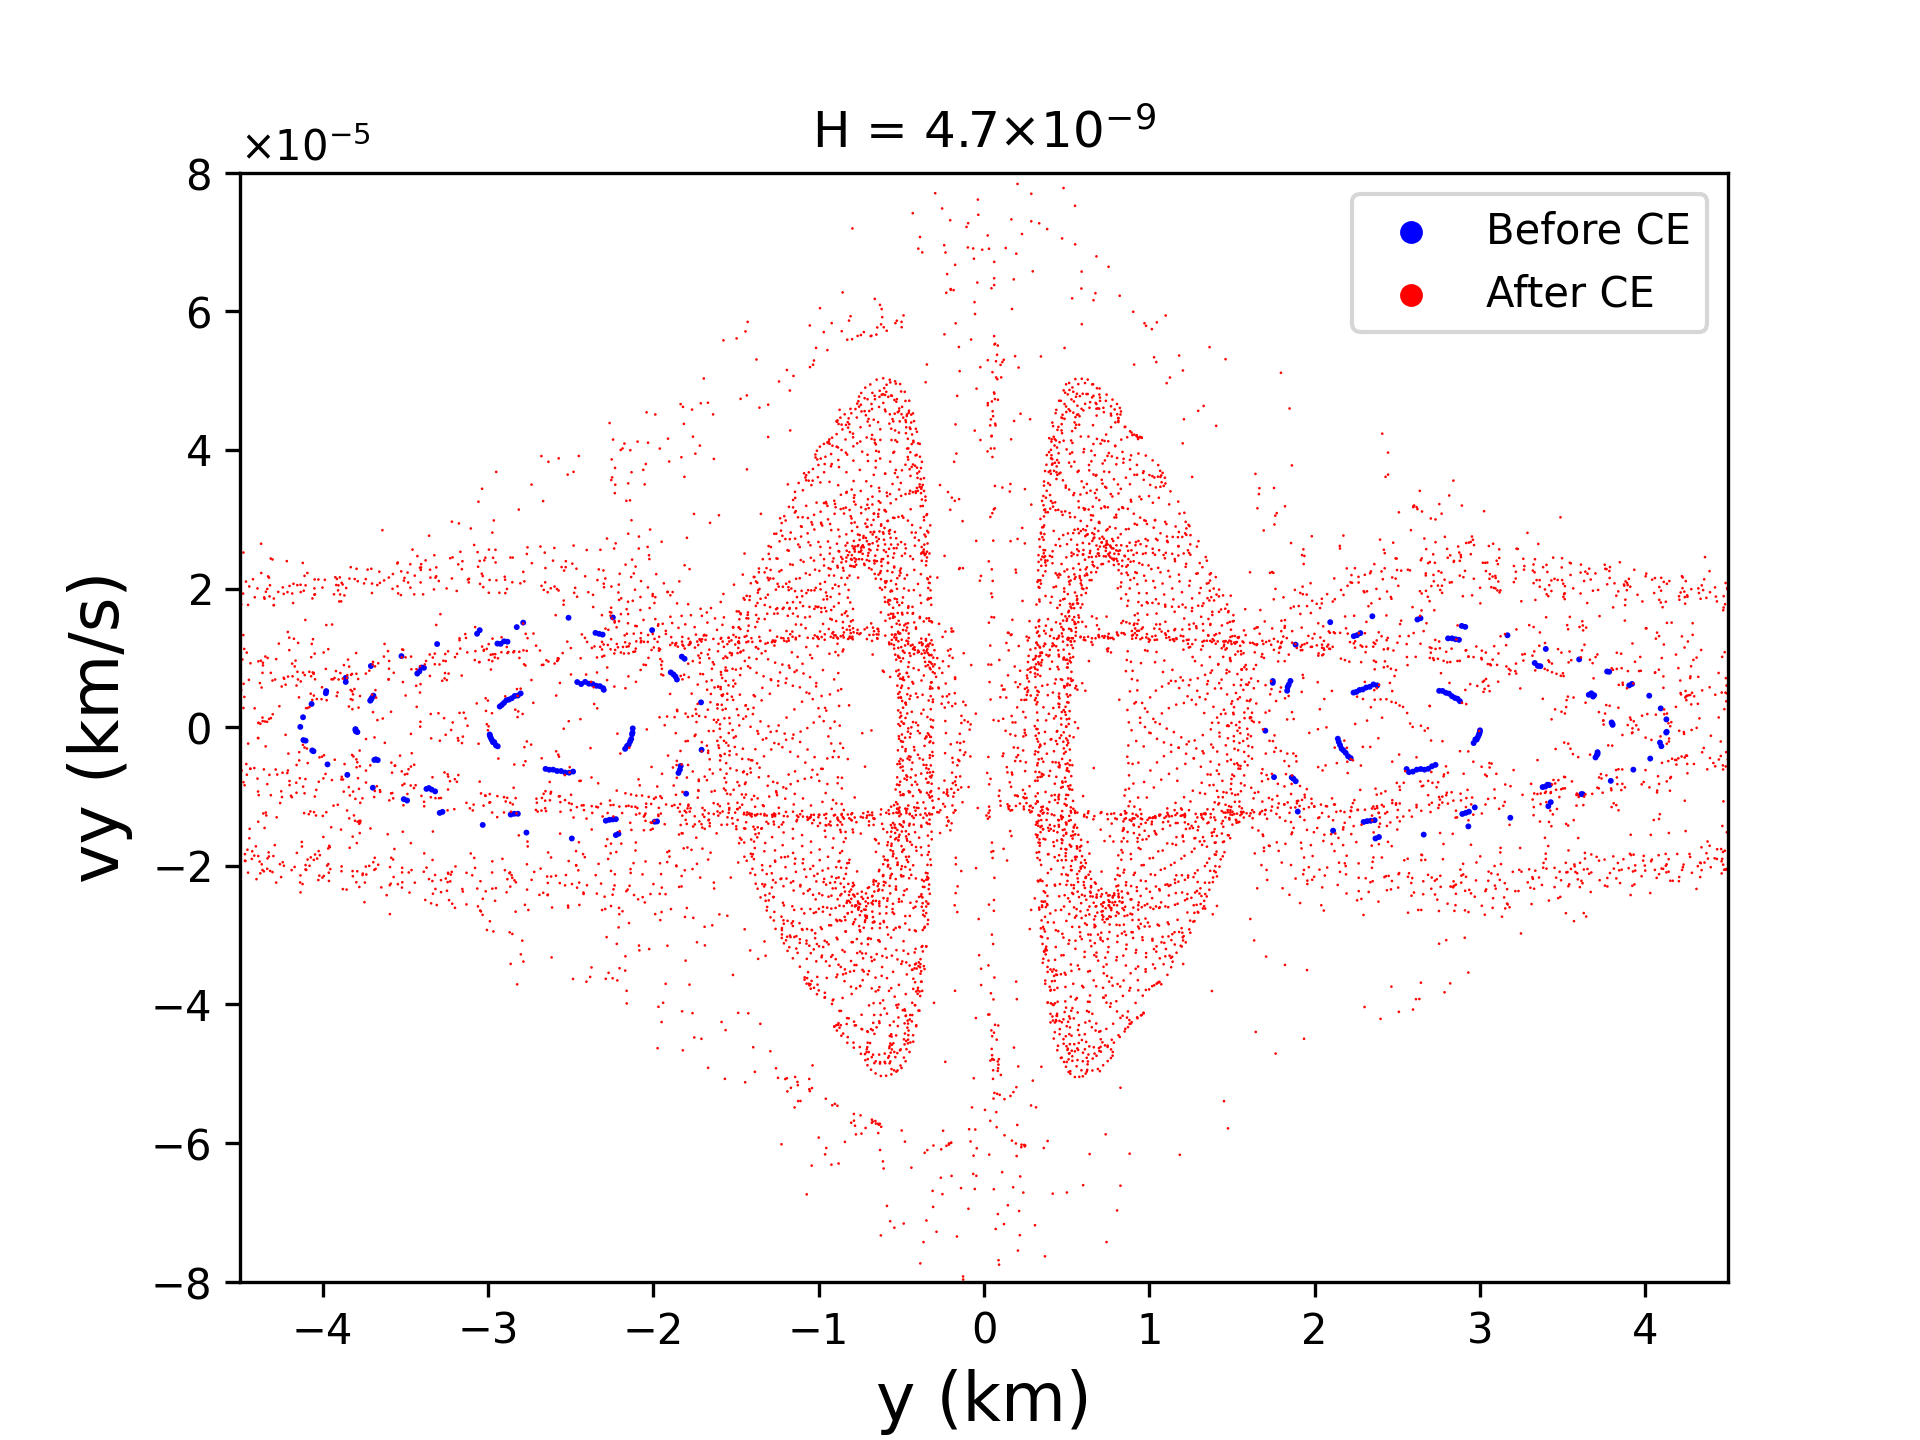 H = 4.7×10⁻⁹
×10⁻⁵
Before CE
After CE
8
6
4
2
0
−2
−4
−6
−8
vy (km/s)
−4 −3 −2 −1 0 1 2 3 4
y (km)